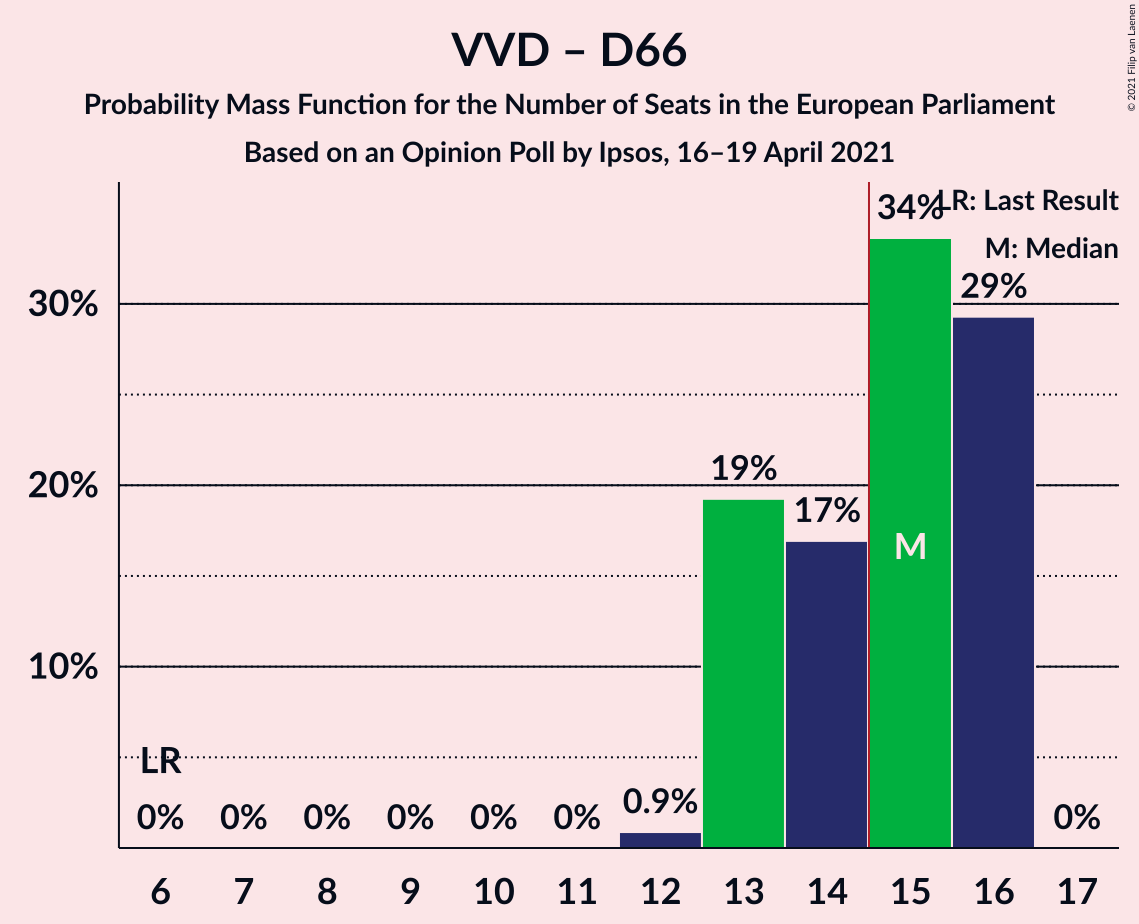 VVD – D66
Probability Mass Function for the Number of Seats in the European Parliament
Based on an Opinion Poll by Ipsos, 16–19 April 2021
© 2021 Filip van Laenen
LR: Last Result
M: Median
34%
29%
30%
20%
19%
17%
M
10%
LR
0% 0% 0% 0% 0% 0% 0.9% 0%
6 7 8 9 10 11 12 13 14 15 16 17